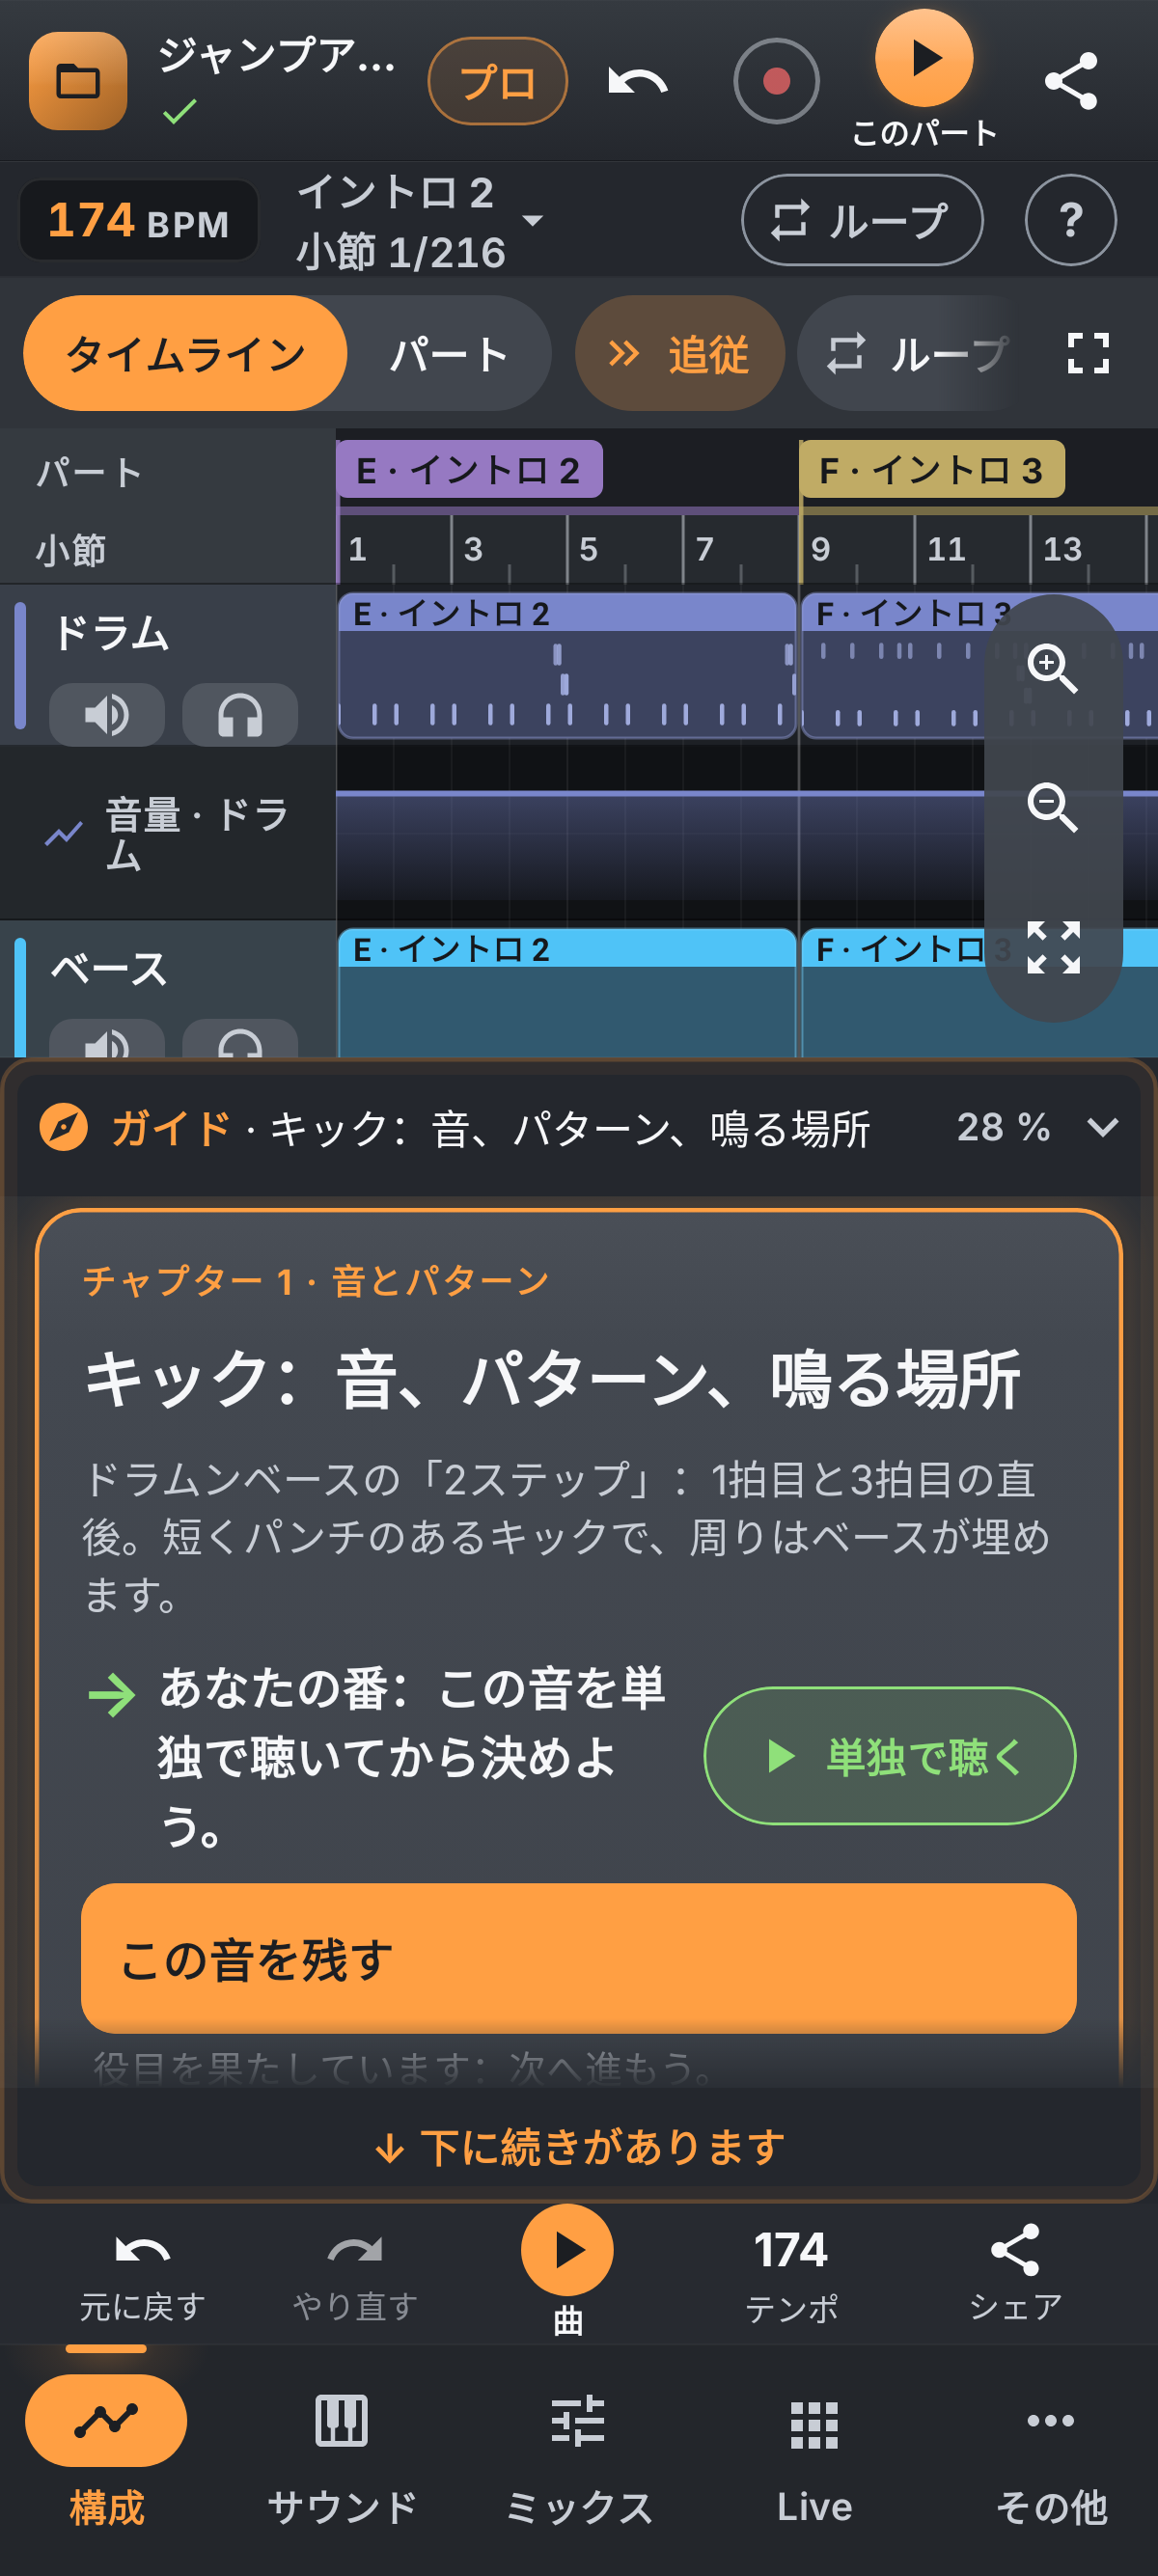 ジャンプア...
プロ
このパート
174 BPM
イントロ 2
小節 1/216
ループ
?
タイムライン
パート
追従
ループ
パート
E · イントロ 2
F · イントロ 3
小節
1
3
5
7
9
11
13
ドラム
E · イントロ 2
F · イントロ 3
音量 · ドラ
ム
ベース
E · イントロ 2
F · イントロ 3
ガイド · キック：音、パターン、鳴る場所
28 %
チャプター 1 · 音とパターン
キック：音、パターン、鳴る場所
ドラムンベースの「2ステップ」：1拍目と3拍目の直
後。短くパンチのあるキックで、周りはベースが埋め
ます。
あなたの番：この音を単
独で聴いてから決めよ
う。
単独で聴く
この音を残す
役目を果たしています：次へ進もう。
↓ 下に続きがあります
元に戻す
やり直す
曲
174
テンポ
シェア
構成
サウンド
ミックス
Live
その他